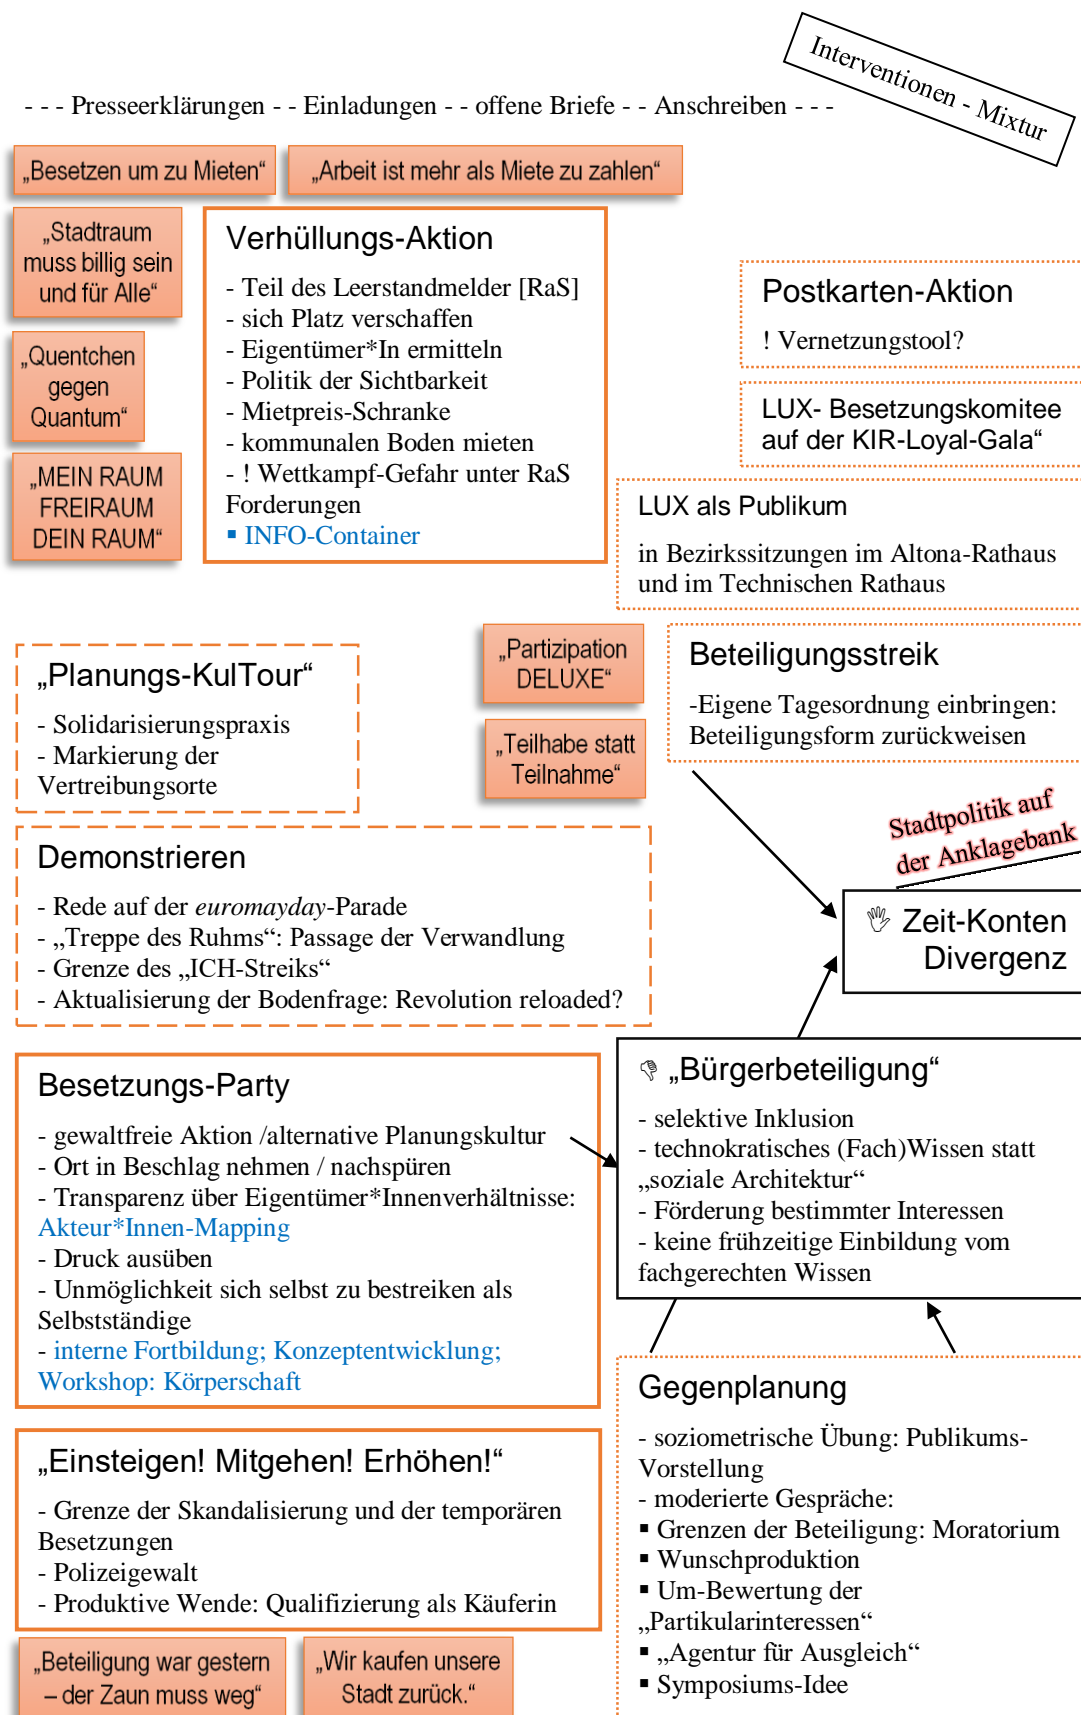 Interventionen - Mixtur
- - - Presseerklärungen - - Einladungen - - offene Briefe - - Anschreiben - - -
„Besetzen um zu Mieten“
„Arbeit ist mehr als Miete zu zahlen“
„Stadtraum
muss billig sein
und für Alle“
„Quentchen
gegen
Quantum“
„MEIN RAUM
FREIRAUM
DEIN RAUM“
Verhüllungs-Aktion
- Teil des Leerstandmelder [RaS]
- sich Platz verschaffen
- Eigentümer*In ermitteln
- Politik der Sichtbarkeit
- Mietpreis-Schranke
- kommunalen Boden mieten
- ! Wettkampf-Gefahr unter RaS
Forderungen
▪ INFO-Container
Postkarten-Aktion
! Vernetzungstool?
LUX- Besetzungskomitee
auf der KIR-Loyal-Gala“
LUX als Publikum
in Bezirkssitzungen im Altona-Rathaus
und im Technischen Rathaus
„Planungs-KulTour“
- Solidarisierungspraxis
- Markierung der
Vertreibungsorte
„Partizipation
DELUXE“
„Teilhabe statt
Teilnahme“
Beteiligungsstreik
-Eigene Tagesordnung einbringen:
Beteiligungsform zurückweisen
Stadtpolitik auf
der Anklagebank
Demonstrieren
- Rede auf der euromayday-Parade
- „Treppe des Ruhms“: Passage der Verwandlung
- Grenze des „ICH-Streiks“
- Aktualisierung der Bodenfrage: Revolution reloaded?
🖐 Zeit-Konten
Divergenz
Besetzungs-Party
- gewaltfreie Aktion /alternative Planungskultur
- Ort in Beschlag nehmen / nachspüren
- Transparenz über Eigentümer*Innenverhältnisse:
Akteur*Innen-Mapping
- Druck ausüben
- Unmöglichkeit sich selbst zu bestreiken als
Selbstständige
- interne Fortbildung; Konzeptentwicklung;
Workshop: Körperschaft
👎 „Bürgerbeteiligung“
- selektive Inklusion
- technokratisches (Fach)Wissen statt
„soziale Architektur“
- Förderung bestimmter Interessen
- keine frühzeitige Einbildung vom
fachgerechten Wissen
„Einsteigen! Mitgehen! Erhöhen!“
- Grenze der Skandalisierung und der temporären
Besetzungen
- Polizeigewalt
- Produktive Wende: Qualifizierung als Käuferin
Gegenplanung
- soziometrische Übung: Publikums-
Vorstellung
- moderierte Gespräche:
▪ Grenzen der Beteiligung: Moratorium
▪ Wunschproduktion
▪ Um-Bewertung der
„Partikularinteressen“
▪ „Agentur für Ausgleich“
▪ Symposiums-Idee
„Beteiligung war gestern
– der Zaun muss weg“
„Wir kaufen unsere
Stadt zurück.“